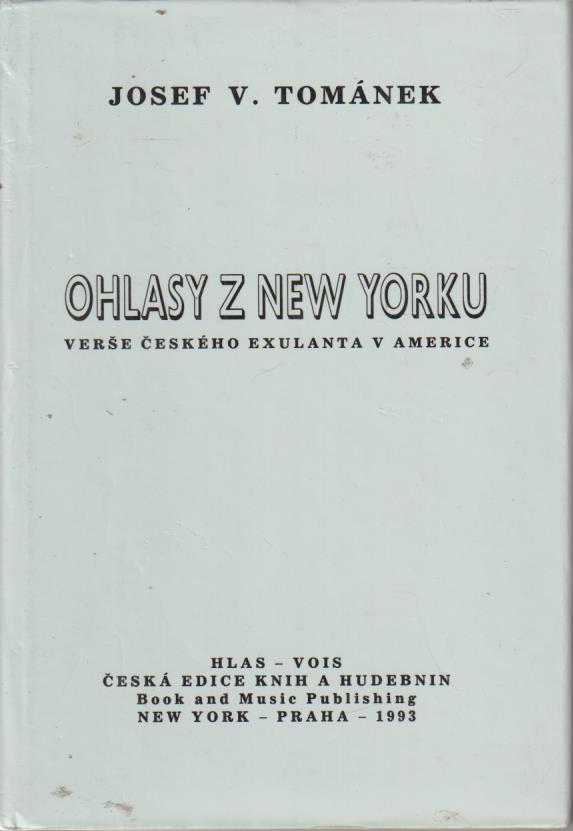 JOSEF V. TOMÁNEK
OHLASY Z NEW YORKU
VERŠE ČESKÉHO EXULANTA V AMERICE
HLAS – VOIS
ČESKÁ EDICE KNIH A HUDEBNIN
Book and Music Publishing
NEW YORK – PRAHA – 1993